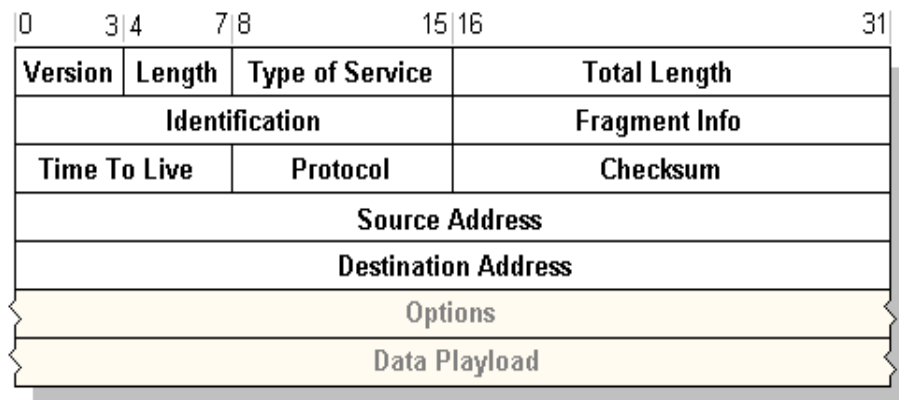 0 3 4 7 8 15 16 31
Version Length Type of Service Total Length
Identification Fragment Info
Time To Live Protocol Checksum
Source Address
Destination Address
Options
Data Playload